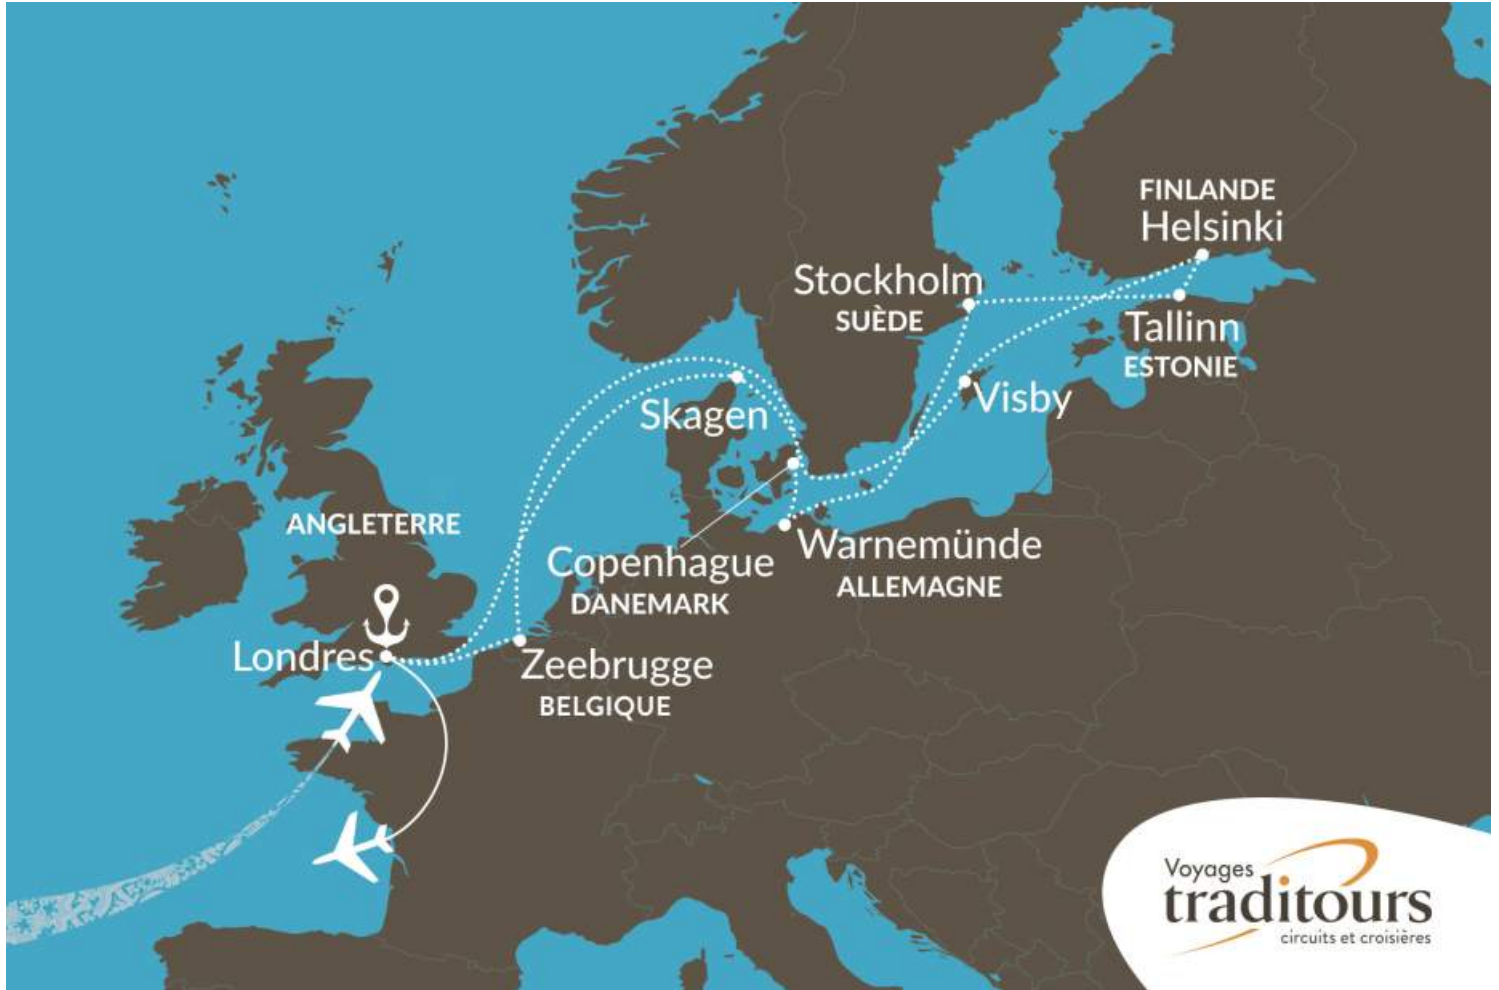 FINLANDE
Helsinki
Stockholm
SUÈDE
Tallinn
ESTONIE
Visby
Skagen
ANGLETERRE
Copenhague
DANEMARK
Warnemünde
ALLEMAGNE
Londres
Zeebrugge
BELGIQUE
Voyages
traditours
circuits et croisières